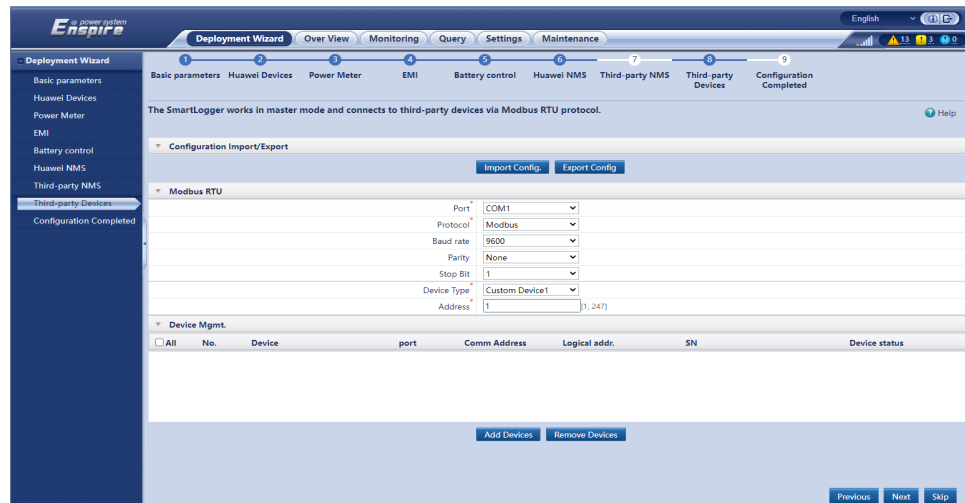 Enspire e power system
English
Deployment Wizard Over View Monitoring Query Settings Maintenance
13 3 0
Deployment Wizard
Basic parameters
Huawei Devices
Power Meter
EMI
Battery control
Huawei NMS
Third-party NMS
Third-party Devices
Configuration Completed
1 2 3 4 5 6 7 8 9
Basic parameters Huawei Devices Power Meter EMI Battery control Huawei NMS Third-party NMS Third-party Devices Configuration Completed
The SmartLogger works in master mode and connects to third-party devices via Modbus RTU protocol.
? Help
Configuration Import/Export
Import Config. Export Config
Modbus RTU
Port* COM1
Protocol* Modbus
Baud rate 9600
Parity None
Stop Bit 1
Device Type* Custom Device1
Address* 1 [1, 247]
Device Mgmt.
All No. Device port Comm Address Logical addr. SN Device status
Add Devices Remove Devices
Previous Next Skip